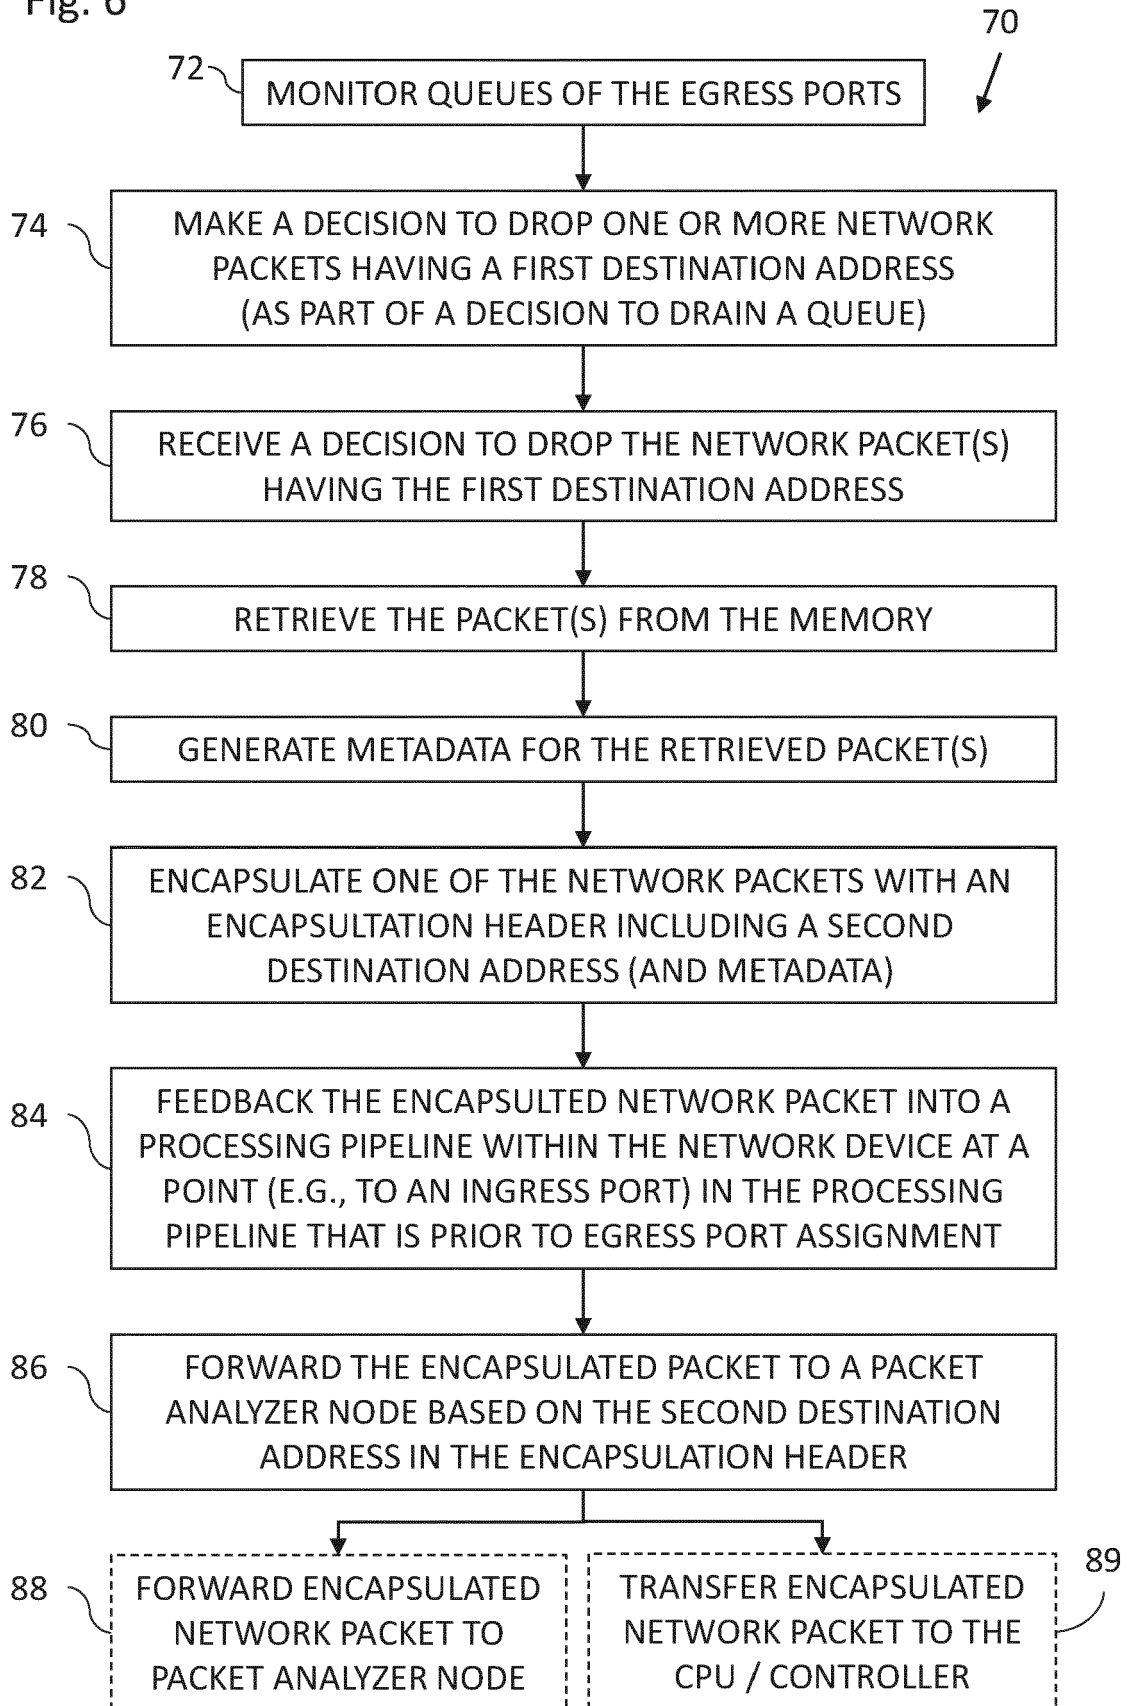 Fig. 6
70
72
MONITOR QUEUES OF THE EGRESS PORTS
74
MAKE A DECISION TO DROP ONE OR MORE NETWORK
PACKETS HAVING A FIRST DESTINATION ADDRESS
(AS PART OF A DECISION TO DRAIN A QUEUE)
76
RECEIVE A DECISION TO DROP THE NETWORK PACKET(S)
HAVING THE FIRST DESTINATION ADDRESS
78
RETRIEVE THE PACKET(S) FROM THE MEMORY
80
GENERATE METADATA FOR THE RETRIEVED PACKET(S)
82
ENCAPSULATE ONE OF THE NETWORK PACKETS WITH AN
ENCAPSULTATION HEADER INCLUDING A SECOND
DESTINATION ADDRESS (AND METADATA)
84
FEEDBACK THE ENCAPSULTED NETWORK PACKET INTO A
PROCESSING PIPELINE WITHIN THE NETWORK DEVICE AT A
POINT (E.G., TO AN INGRESS PORT) IN THE PROCESSING
PIPELINE THAT IS PRIOR TO EGRESS PORT ASSIGNMENT
86
FORWARD THE ENCAPSULATED PACKET TO A PACKET
ANALYZER NODE BASED ON THE SECOND DESTINATION
ADDRESS IN THE ENCAPSULATION HEADER
88
FORWARD ENCAPSULATED
NETWORK PACKET TO
PACKET ANALYZER NODE
89
TRANSFER ENCAPSULATED
NETWORK PACKET TO THE
CPU / CONTROLLER